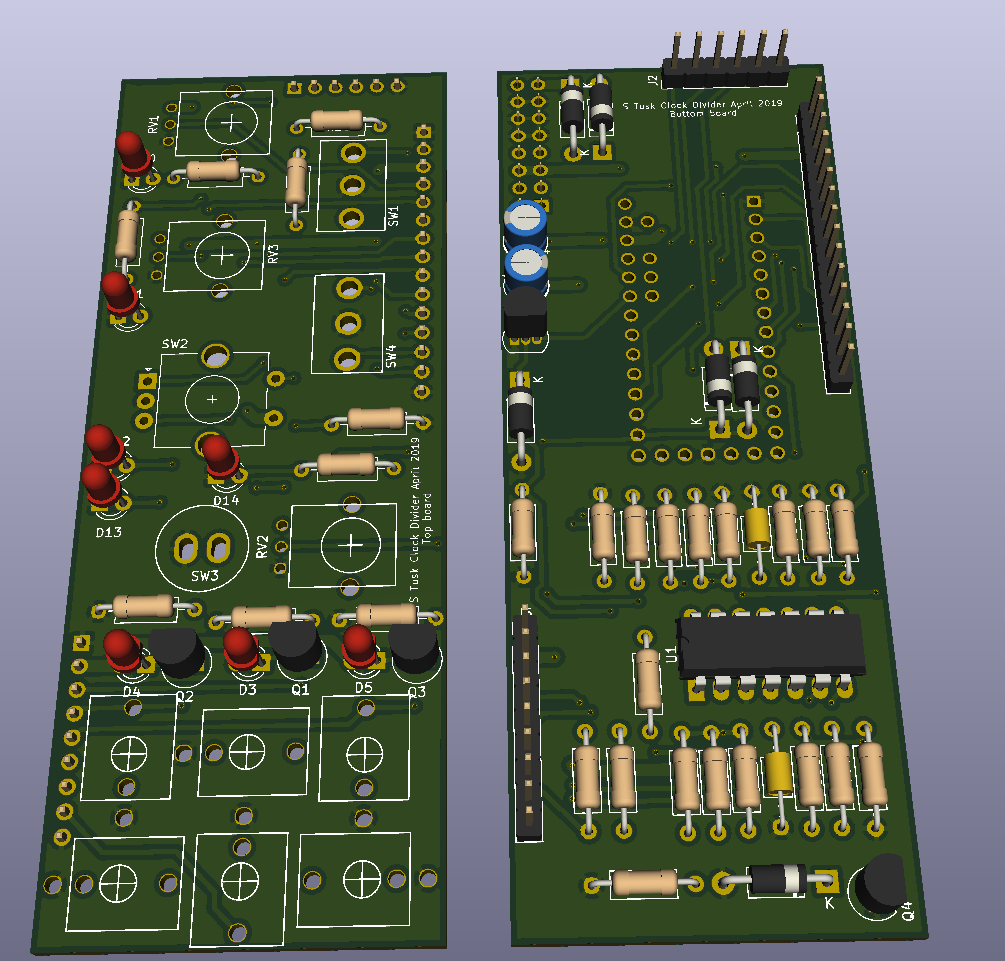 RV1
SW1
RV3
SW2
SW4
D13
D14
SW3
RV2
S Tusk Clock Divider April 2019
Top board
D4
Q2
D3
Q1
D5
Q3
J2
S Tusk Clock Divider April 2019
Bottom board
K
K
K
K
K
K
U1
K
Q4